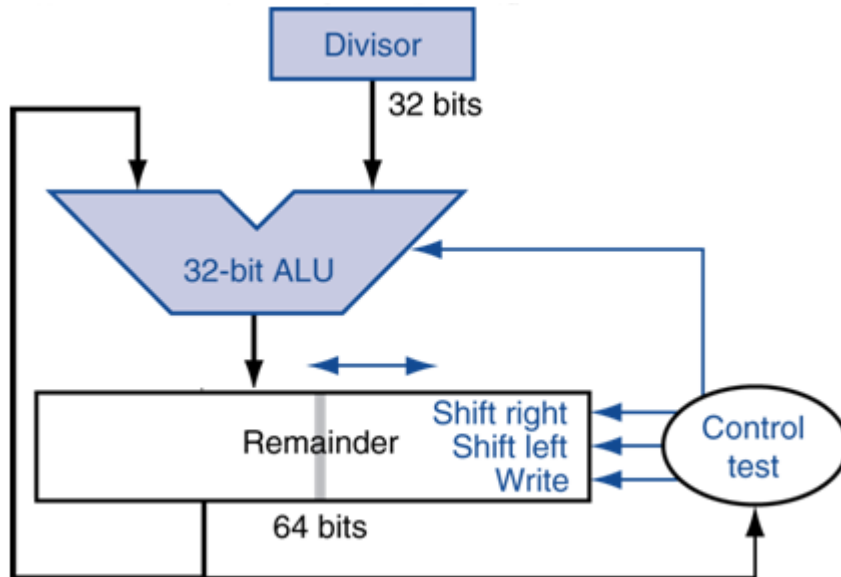 Divisor
32 bits
32-bit ALU
Remainder
Shift right
Shift left
Write
Control
test
64 bits